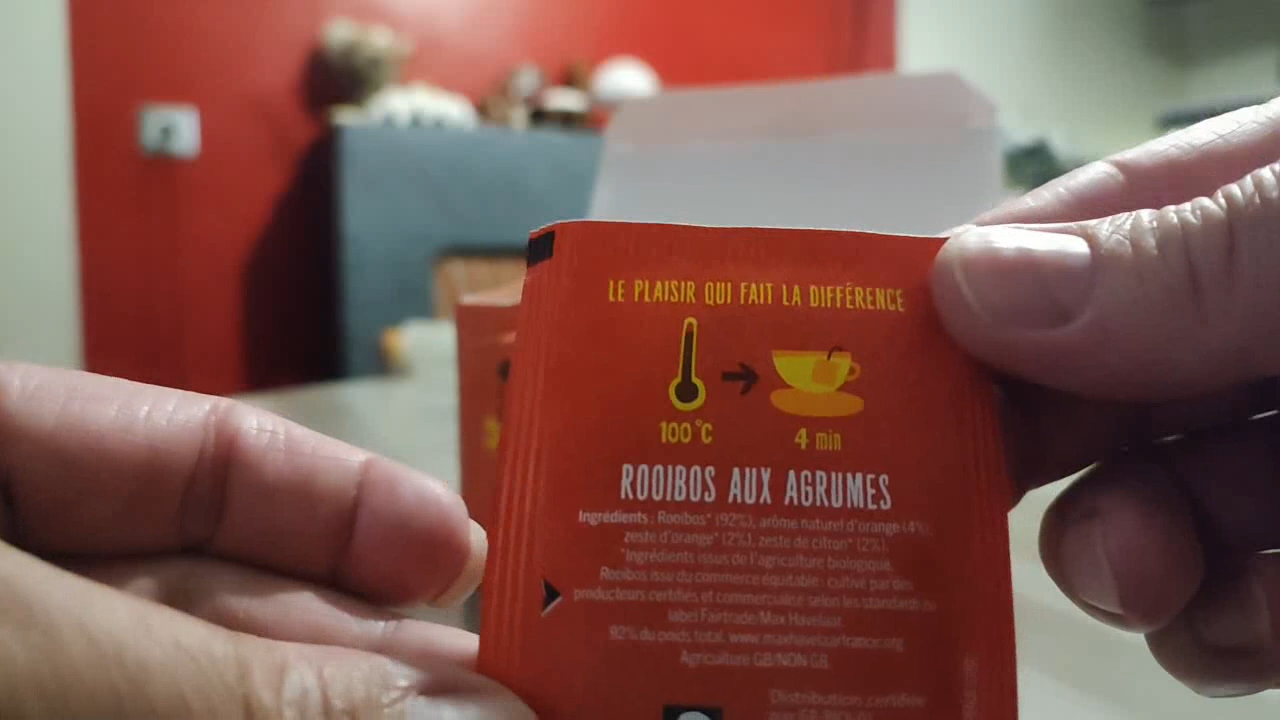 LE PLAISIR QUI FAIT LA DIFFÉRENCE
100°C
4 min
ROOIBOS AUX AGRUMES
Ingrédients : Rooibos* (92%), arôme naturel d'orange (4%),
zeste d'orange* (2%), zeste de citron* (2%).
*Ingrédients issus de l'agriculture biologique.
Rooibos issu du commerce équitable : cultivé par des
producteurs certifiés et commercialisé selon les standards du
label Fairtrade/Max Havelaar.
92% du poids total. www.maxhavelaarfrance.org
Agriculture GB/NON GB.
Distribution certifiée